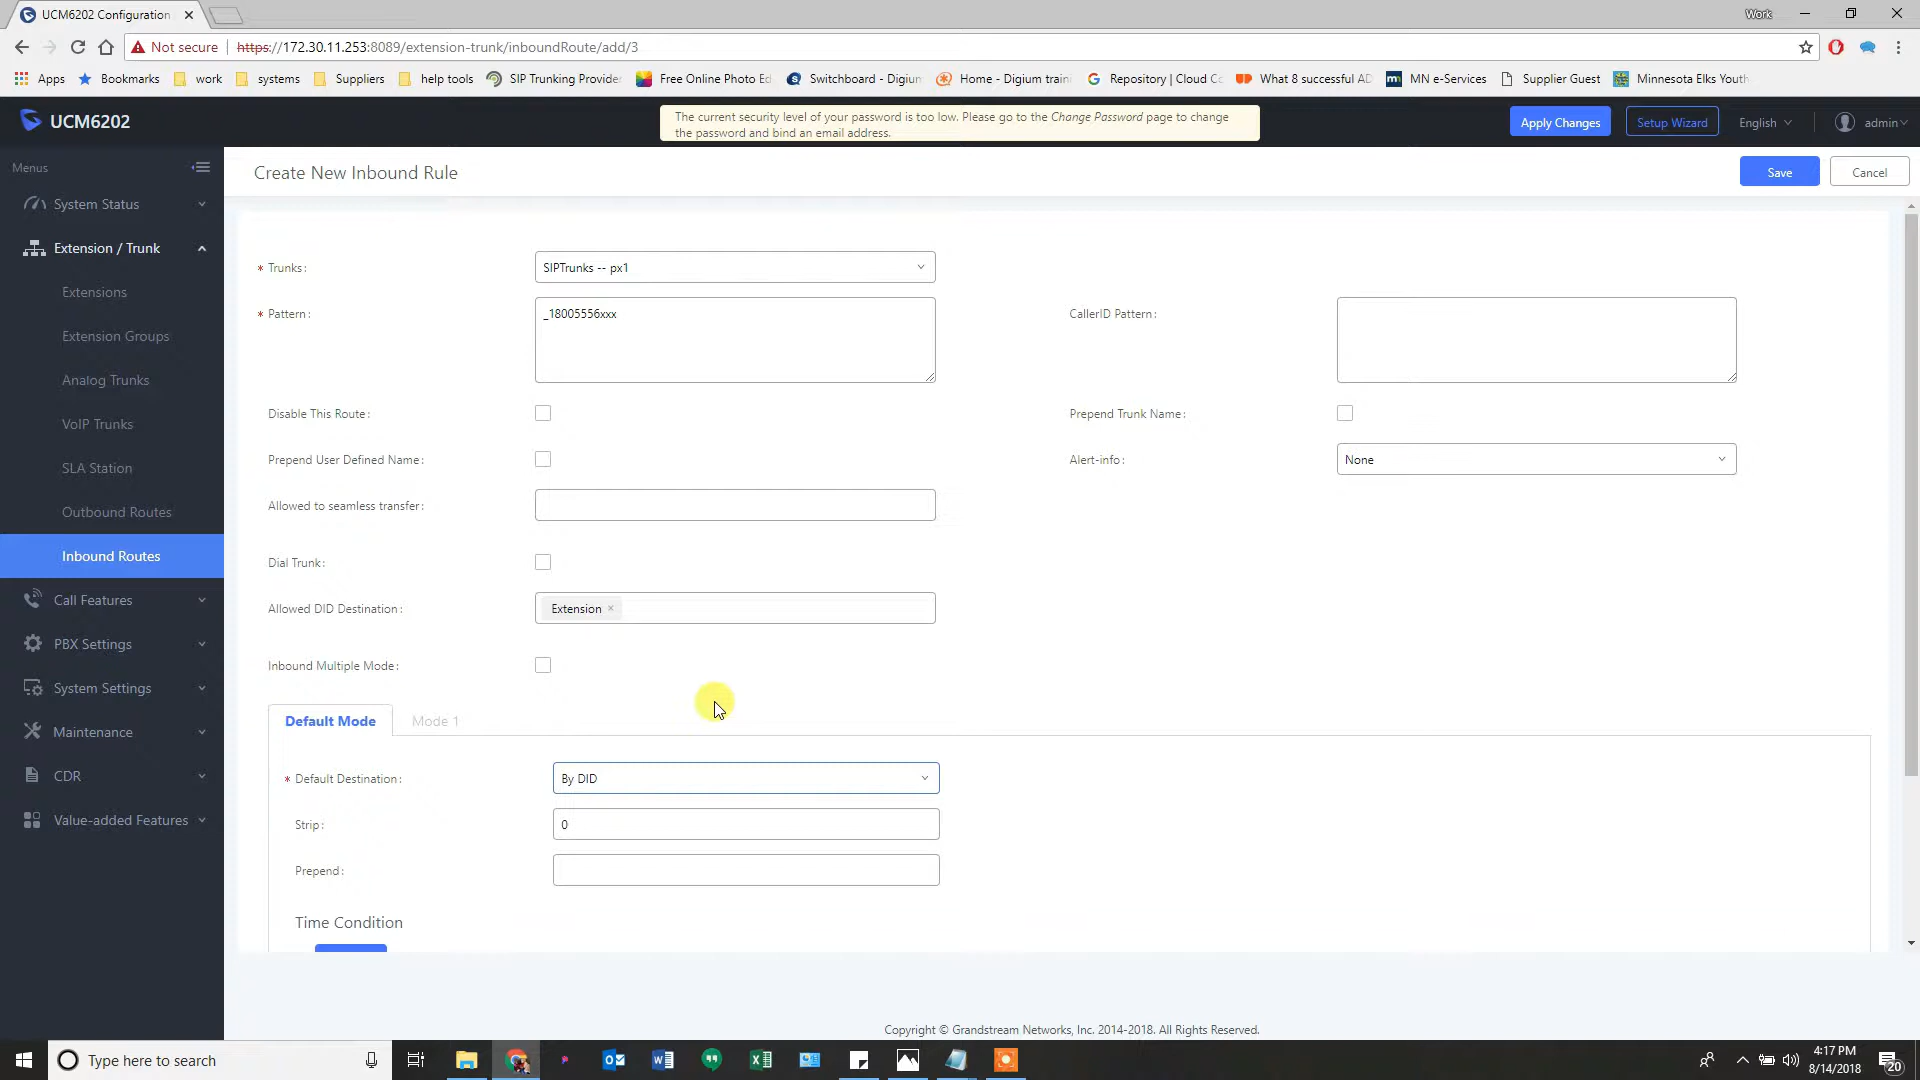 UCM6202 Configuration
Work
Not secure
https://172.30.11.253:8089/extension-trunk/inboundRoute/add/3
Apps
Bookmarks
work
systems
Suppliers
help tools
SIP Trunking Provide
Free Online Photo Ed
Switchboard - Digiun
Home - Digium train
Repository | Cloud Cc
What 8 successful AD
MN e-Services
Supplier Guest
Minnesota Elks Youth
UCM6202
The current security level of your password is too low. Please go to the Change Password page to change
the password and bind an email address.
Apply Changes
Setup Wizard
English
admin
Menus
System Status
Extension / Trunk
Extensions
Extension Groups
Analog Trunks
VoIP Trunks
SLA Station
Outbound Routes
Inbound Routes
Call Features
PBX Settings
System Settings
Maintenance
CDR
Value-added Features
Create New Inbound Rule
Save
Cancel
* Trunks:
SIPTrunks -- px1
* Pattern:
_18005556xxx
CallerID Pattern:
Disable This Route:
Prepend Trunk Name:
Prepend User Defined Name:
Alert-info:
None
Allowed to seamless transfer:
Dial Trunk:
Allowed DID Destination:
Extension ×
Inbound Multiple Mode:
Default Mode
Mode 1
* Default Destination:
By DID
Strip:
0
Prepend:
Time Condition
Copyright © Grandstream Networks, Inc. 2014-2018. All Rights Reserved.
Type here to search
4:17 PM
8/14/2018
20